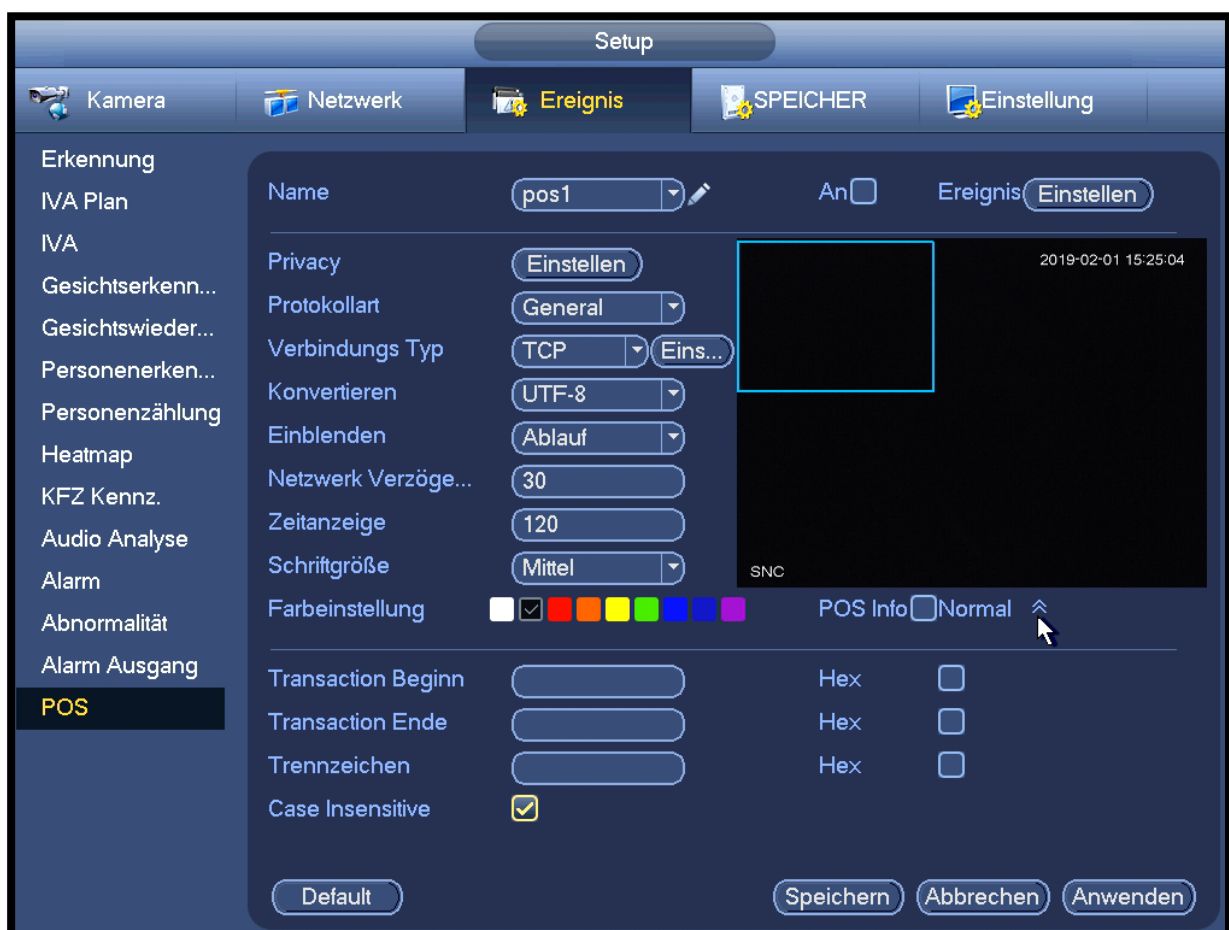 Setup
Kamera Netzwerk Ereignis SPEICHER Einstellung
Erkennung
IVA Plan
IVA
Gesichtserkenn...
Gesichtswieder...
Personenerken...
Personenzählung
Heatmap
KFZ Kennz.
Audio Analyse
Alarm
Abnormalität
Alarm Ausgang
POS
Name pos1 An Ereignis Einstellen
Privacy Einstellen
Protokollart General
Verbindungs Typ TCP Eins...
Konvertieren UTF-8
Einblenden Ablauf
Netzwerk Verzöge... 30
Zeitanzeige 120
Schriftgröße Mittel
2019-02-01 15:25:04
SNC
Farbeinstellung POS Info Normal
Transaction Beginn Hex
Transaction Ende Hex
Trennzeichen Hex
Case Insensitive
Default Speichern Abbrechen Anwenden